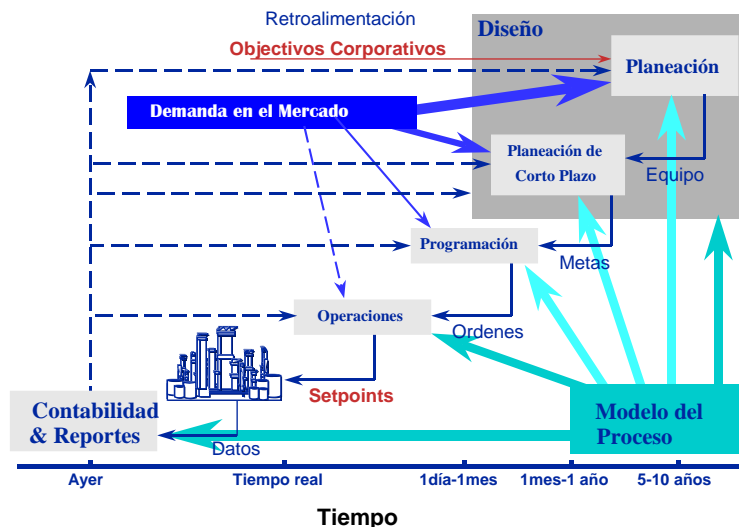 Retroalimentación
Diseño
Objectivos Corporativos
Planeación
Demanda en el Mercado
Planeación de
Corto Plazo
Equipo
Programación
Metas
Operaciones
Ordenes
Setpoints
Contabilidad
& Reportes
Datos
Modelo del
Proceso
Ayer
Tiempo real
1día-1mes
1mes-1 año
5-10 años
Tiempo